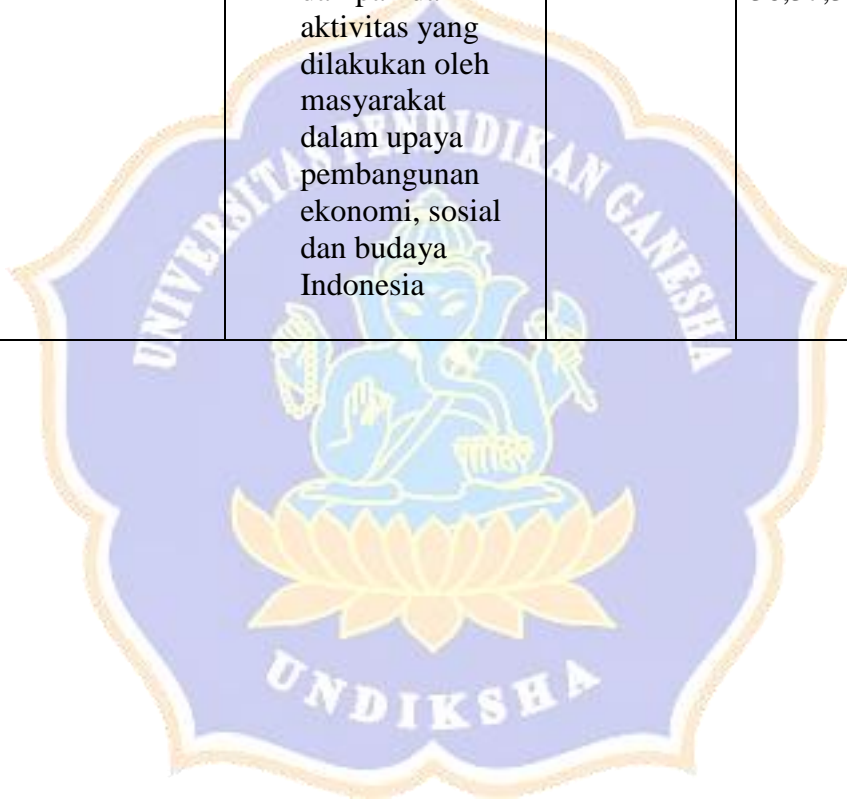 aktivitas yang
dilakukan oleh
masyarakat
dalam upaya
pembangunan
ekonomi, sosial
dan budaya
Indonesia
UNIVERSITAS PENDIDIKAN GANESHA
UNDIKSHA